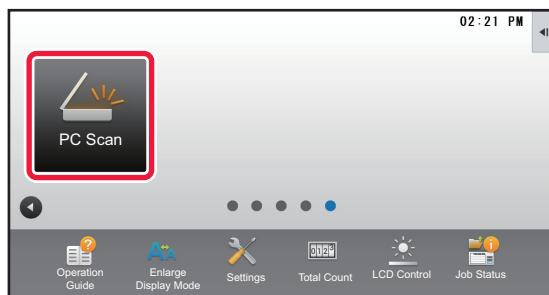 02:21 PM
PC Scan
Operation
Guide
Enlarge
Display Mode
Settings
Total Count
LCD Control
Job Status